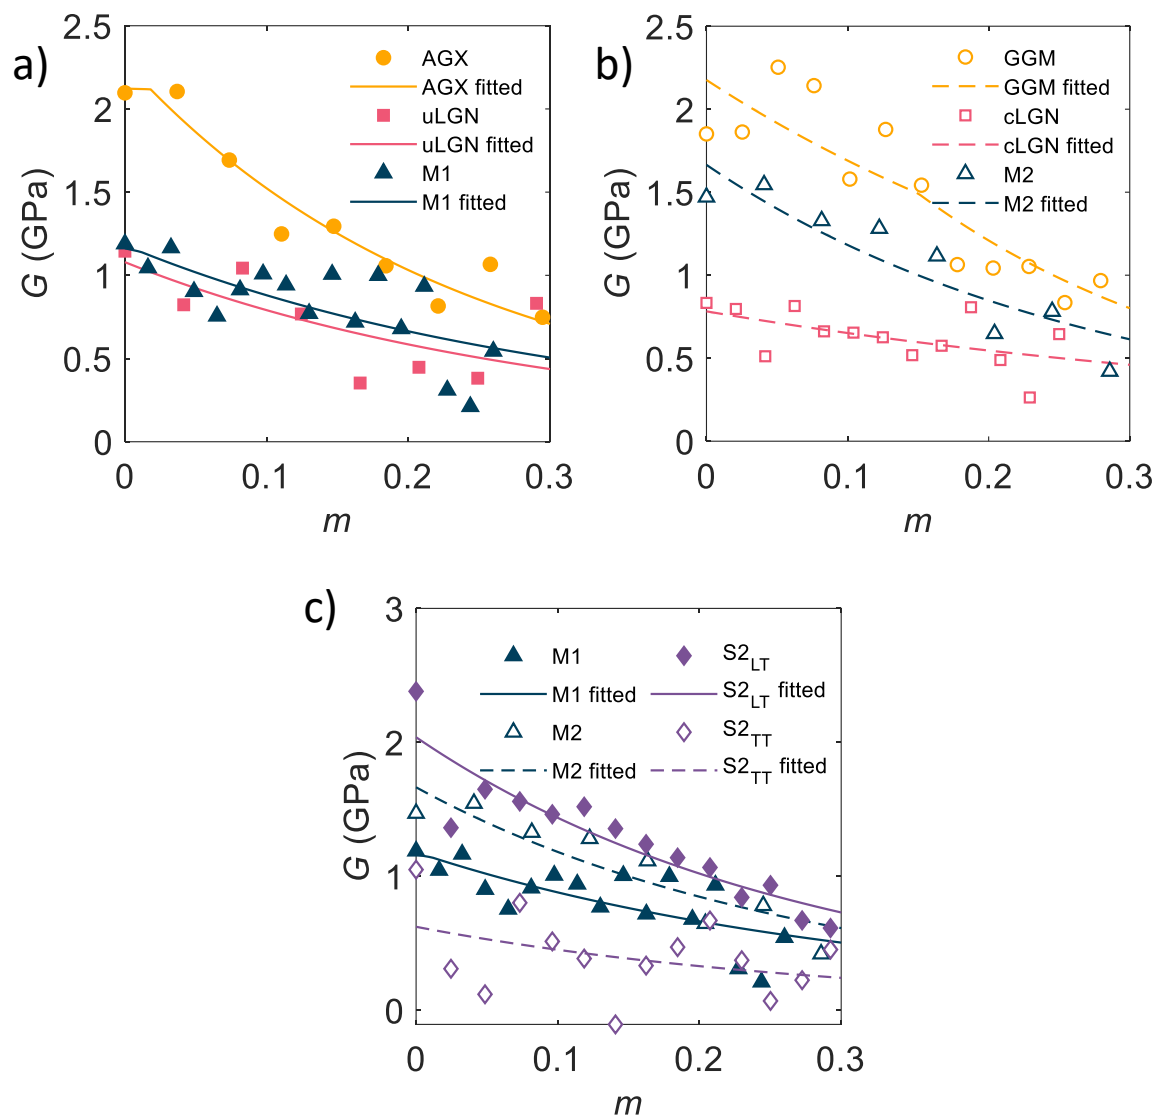 a)
2.5
2
1.5
1
0.5
0
G (GPa)
AGX
AGX fitted
uLGN
uLGN fitted
M1
M1 fitted
0
0.1
0.2
0.3
m
b)
2.5
2
1.5
1
0.5
0
G (GPa)
GGM
GGM fitted
cLGN
cLGN fitted
M2
M2 fitted
0
0.1
0.2
0.3
m
c)
3
2
1
0
G (GPa)
M1
M1 fitted
M2
M2 fitted
S2LT
S2LT fitted
S2TT
S2TT fitted
0
0.1
0.2
0.3
m